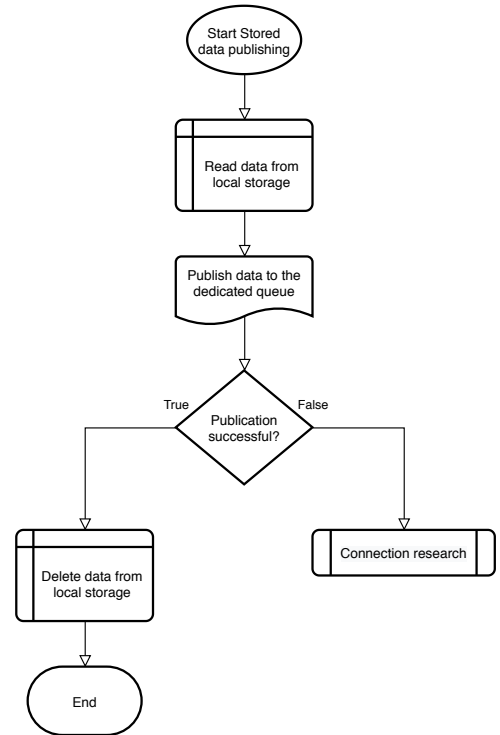 Start Stored
data publishing
Read data from
local storage
Publish data to the
dedicated queue
True
False
Publication
successful?
Delete data from
local storage
Connection research
End